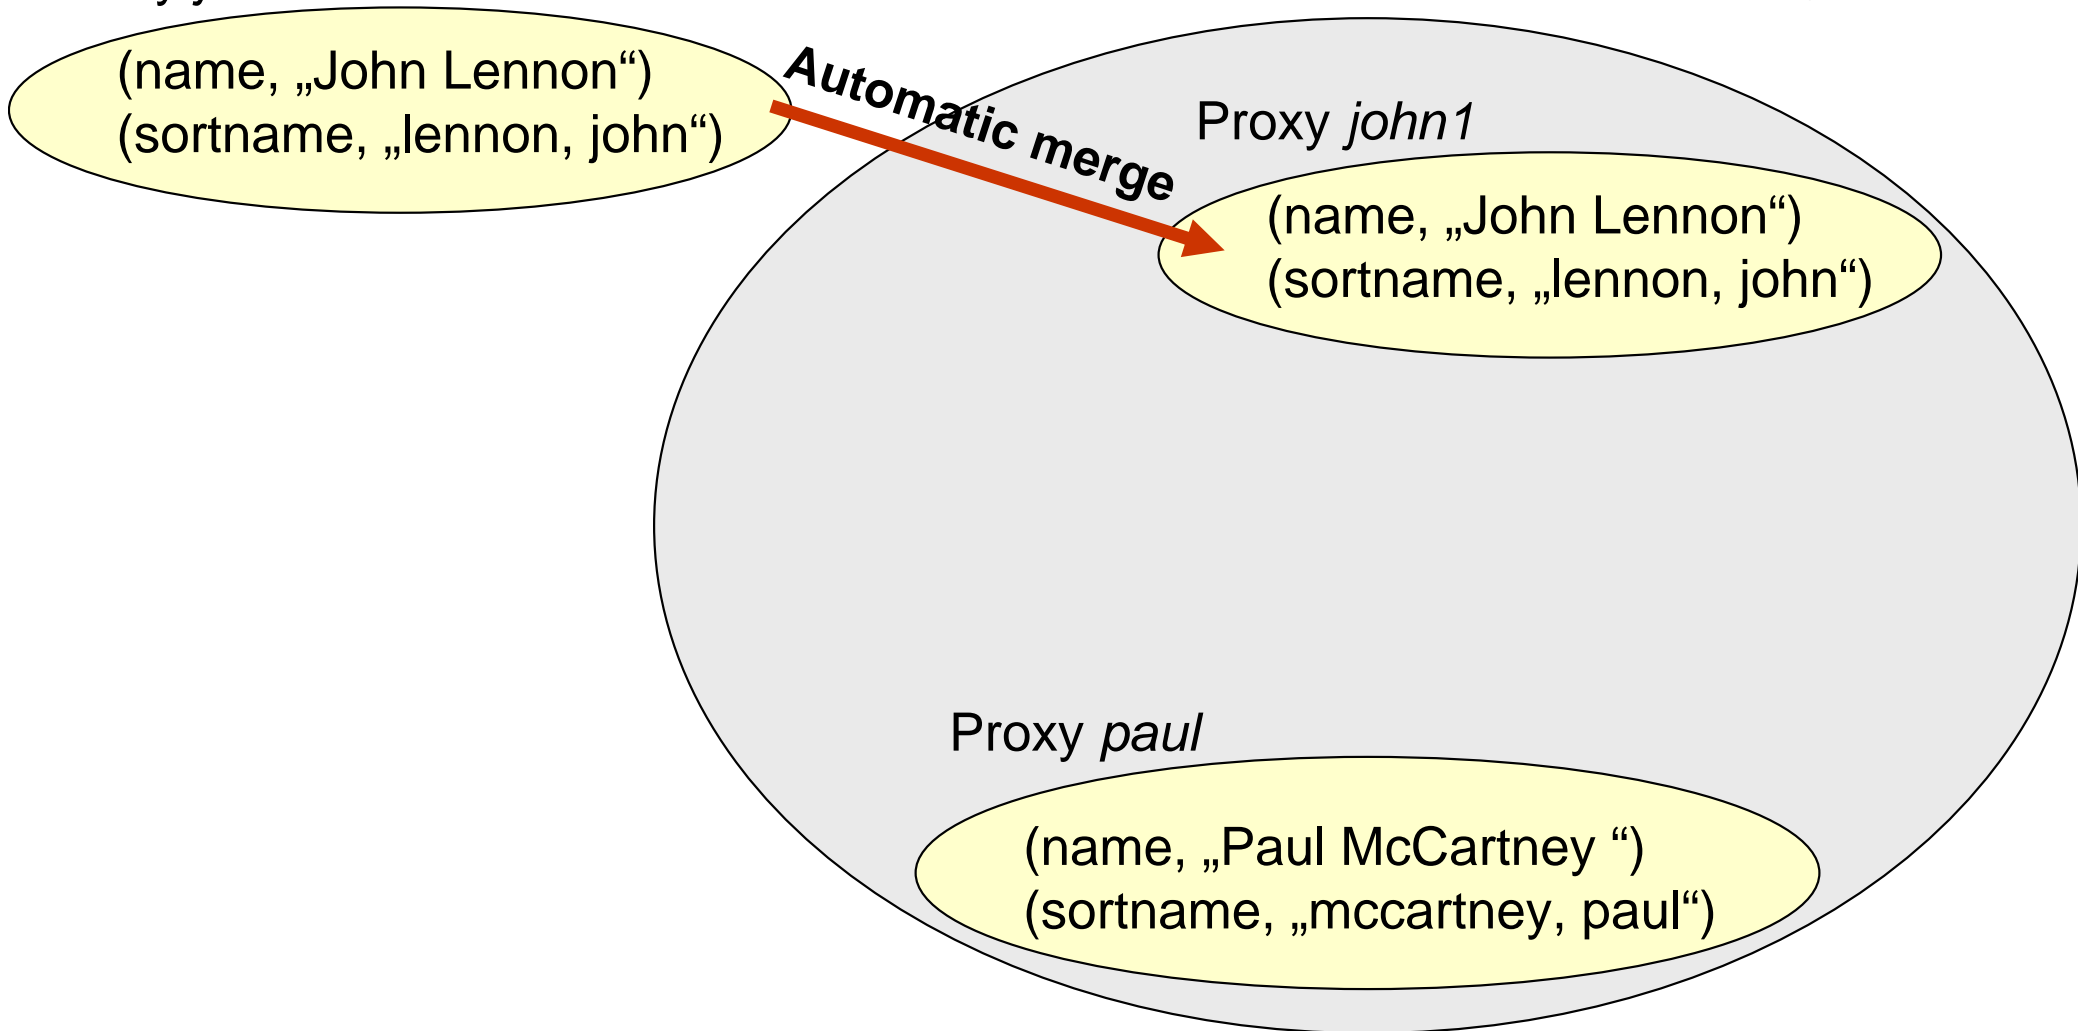 (name, „John Lennon“)
(sortname, „lennon, john“)
Automatic merge
Proxy john1
(name, „John Lennon“)
(sortname, „lennon, john“)
Proxy paul
(name, „Paul McCartney “)
(sortname, „mccartney, paul“)